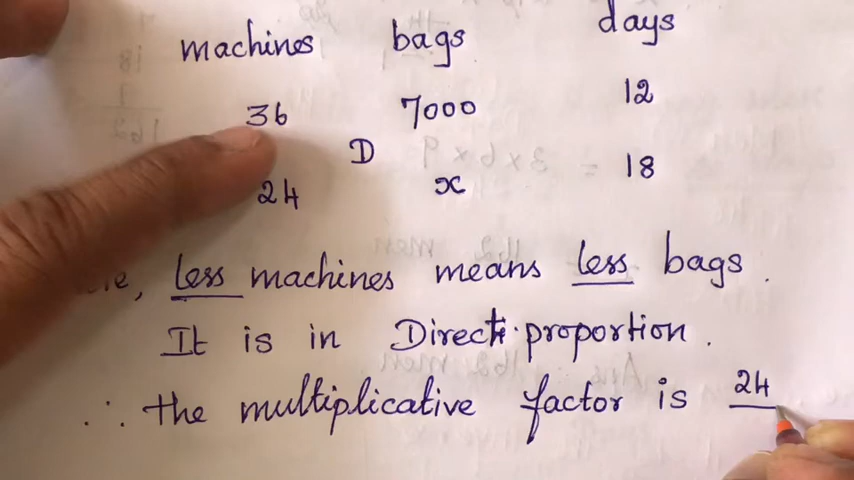 machines bags days
36 7000 12
D
24 x 18
less machines means less bags.
It is in Direct proportion.
∴ the multiplicative factor is 24